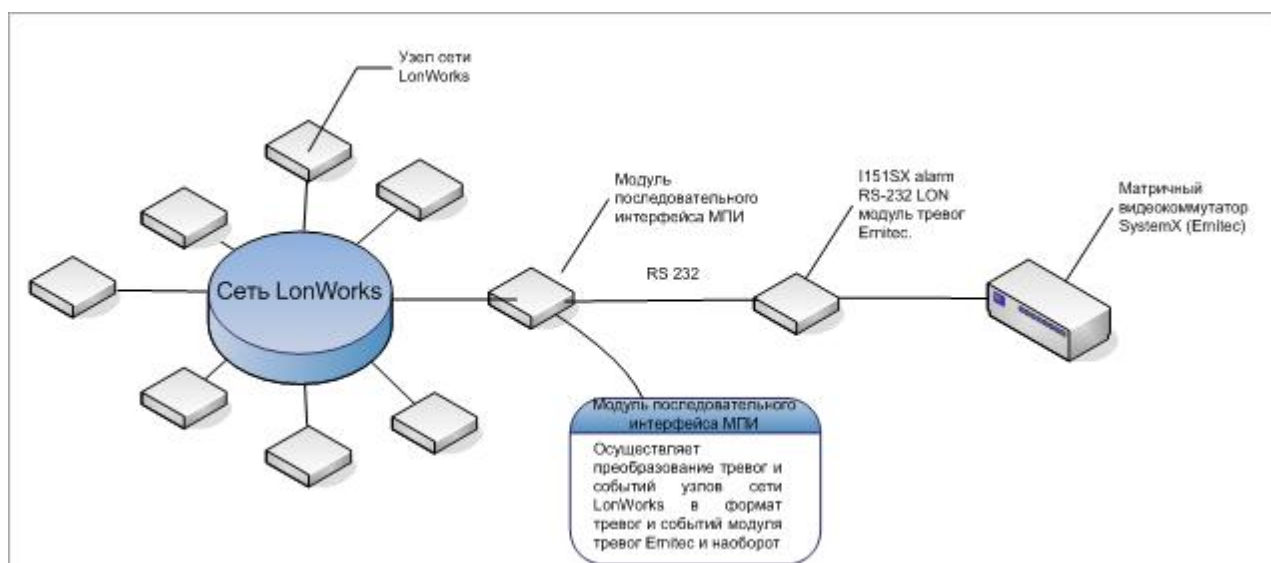 Узел сети
LonWorks
Модуль
последовательного
интерфейса МПИ
I151SX alarm
RS-232 LON
модуль тревог
Ernitec.
Матричный
видеокоммутатор
SystemX (Ernitec)
Сеть LonWorks
RS 232
Модуль последовательного
интерфейса МПИ
Осуществляет
преобразование тревог и
событий узлов сети
LonWorks в формат
тревог и событий модуля
тревог Ernitec и наоборот